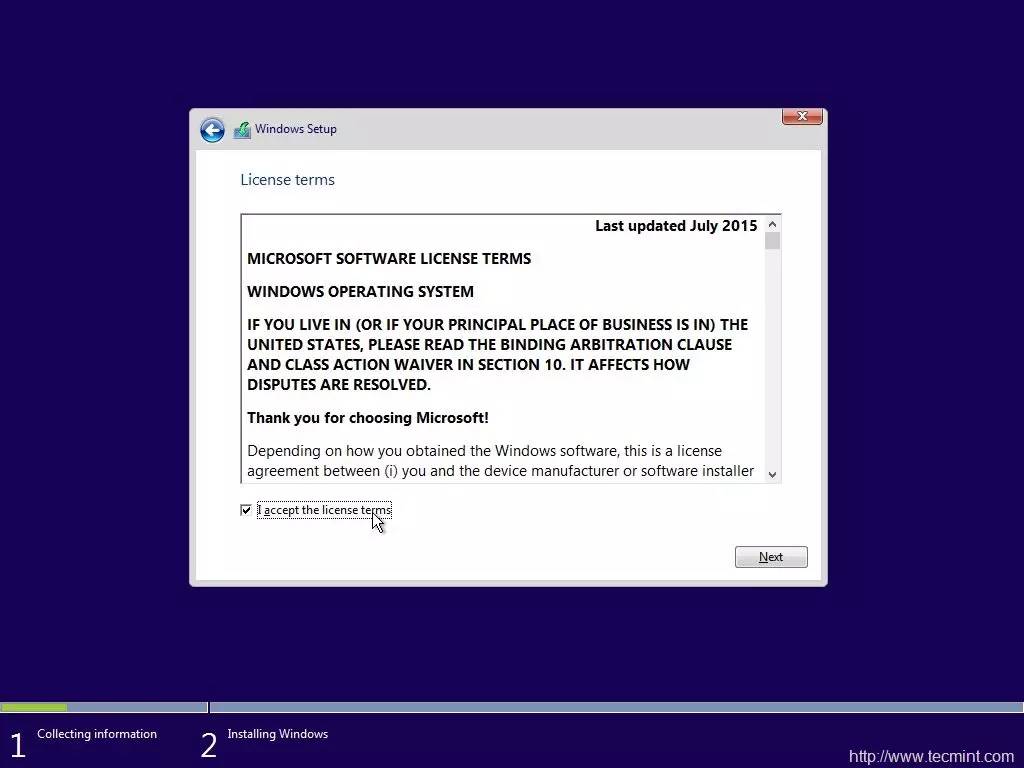 Windows Setup
License terms
Last updated July 2015
MICROSOFT SOFTWARE LICENSE TERMS
WINDOWS OPERATING SYSTEM
IF YOU LIVE IN (OR IF YOUR PRINCIPAL PLACE OF BUSINESS IS IN) THE
UNITED STATES, PLEASE READ THE BINDING ARBITRATION CLAUSE
AND CLASS ACTION WAIVER IN SECTION 10. IT AFFECTS HOW
DISPUTES ARE RESOLVED.
Thank you for choosing Microsoft!
Depending on how you obtained the Windows software, this is a license
agreement between (i) you and the device manufacturer or software installer
I accept the license terms
Next
1 Collecting information
2 Installing Windows
http://www.tecmint.com